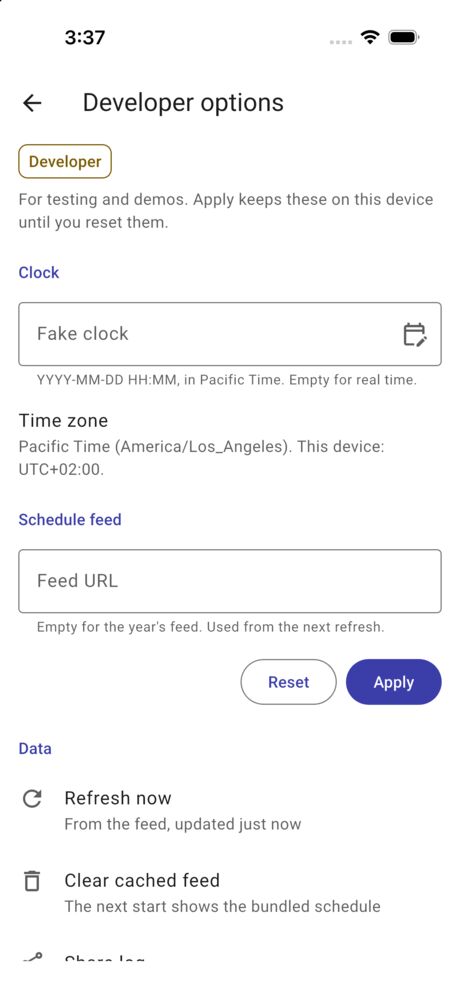 3:37
Developer options
Developer
For testing and demos. Apply keeps these on this device
until you reset them.
Clock
Fake clock
YYYY-MM-DD HH:MM, in Pacific Time. Empty for real time.
Time zone
Pacific Time (America/Los_Angeles). This device:
UTC+02:00.
Schedule feed
Feed URL
Empty for the year's feed. Used from the next refresh.
Reset
Apply
Data
Refresh now
From the feed, updated just now
Clear cached feed
The next start shows the bundled schedule
Share log